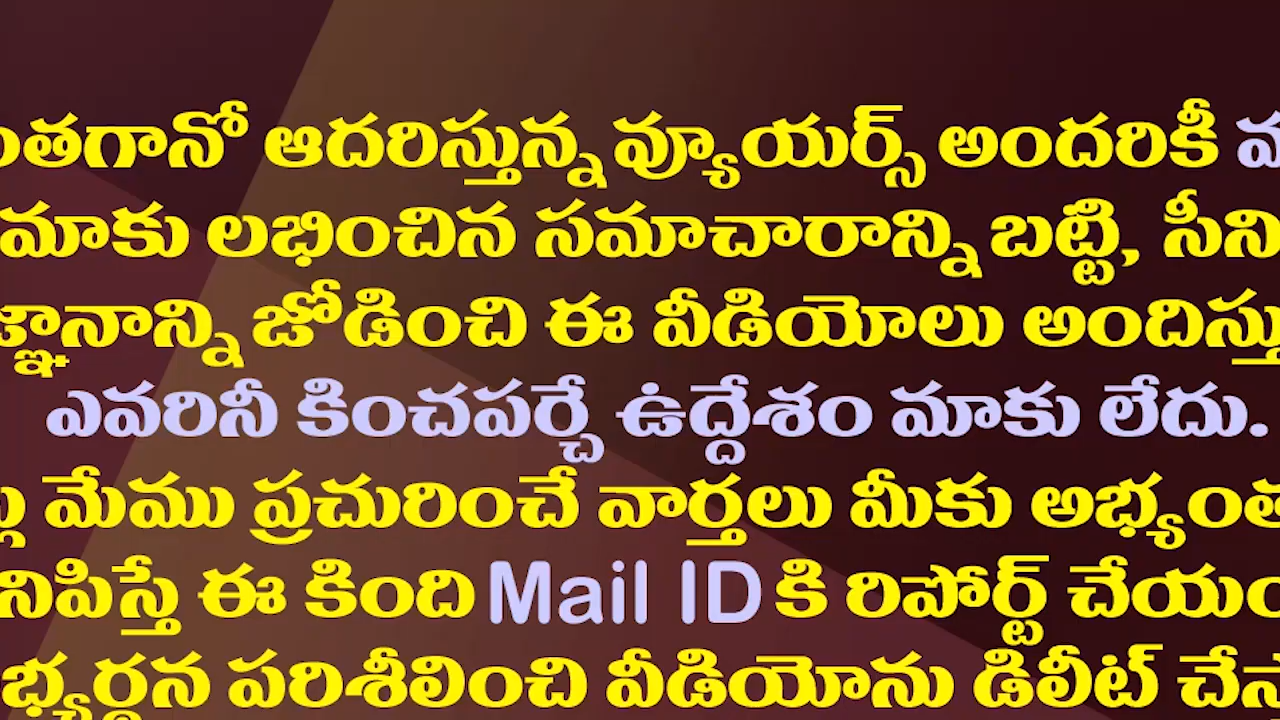 ంతగానో ఆదరిస్తున్న వ్యూయర్స్ అందరికీ
మాకు లభించిన సమాచారాన్ని బట్టి, సీని
జ్ఞానాన్ని జోడించి ఈ వీడియోలు అందిస్తు
ఎవరినీ కించపర్చే ఉద్దేశం మాకు లేదు.
మేము ప్రచురించే వార్తలు మీకు అభ్యంత
నిపిస్తే ఈ కింది Mail ID కి రిపోర్ట్ చేయం
భ్యర్థన పరిశీలించి వీడియోను డిలీట్ చేస